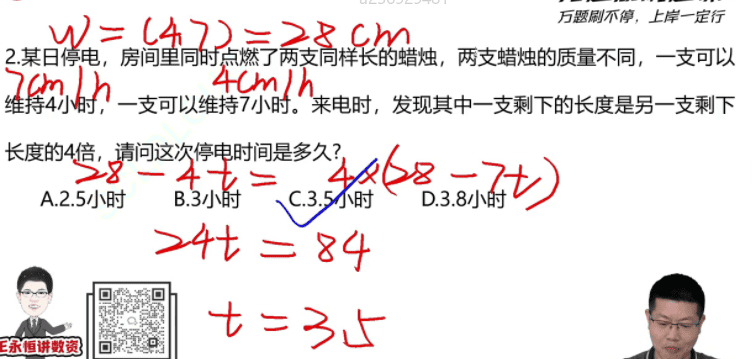 万题刷不停，上岸一定行
W=(4,7)=28cm
2.某日停电，房间里同时点燃了两支同样长的蜡烛，两支蜡烛的质量不同，一支可以
7cm/h 4cm/h
维持4小时，一支可以维持7小时。来电时，发现其中一支剩下的长度是另一支剩下
长度的4倍，请问这次停电时间是多久?
28-4t=4×(28-7t)
A.2.5小时 B.3小时 C.3.5小时 D.3.8小时
24t=84
t=3.5
王永恒讲数资